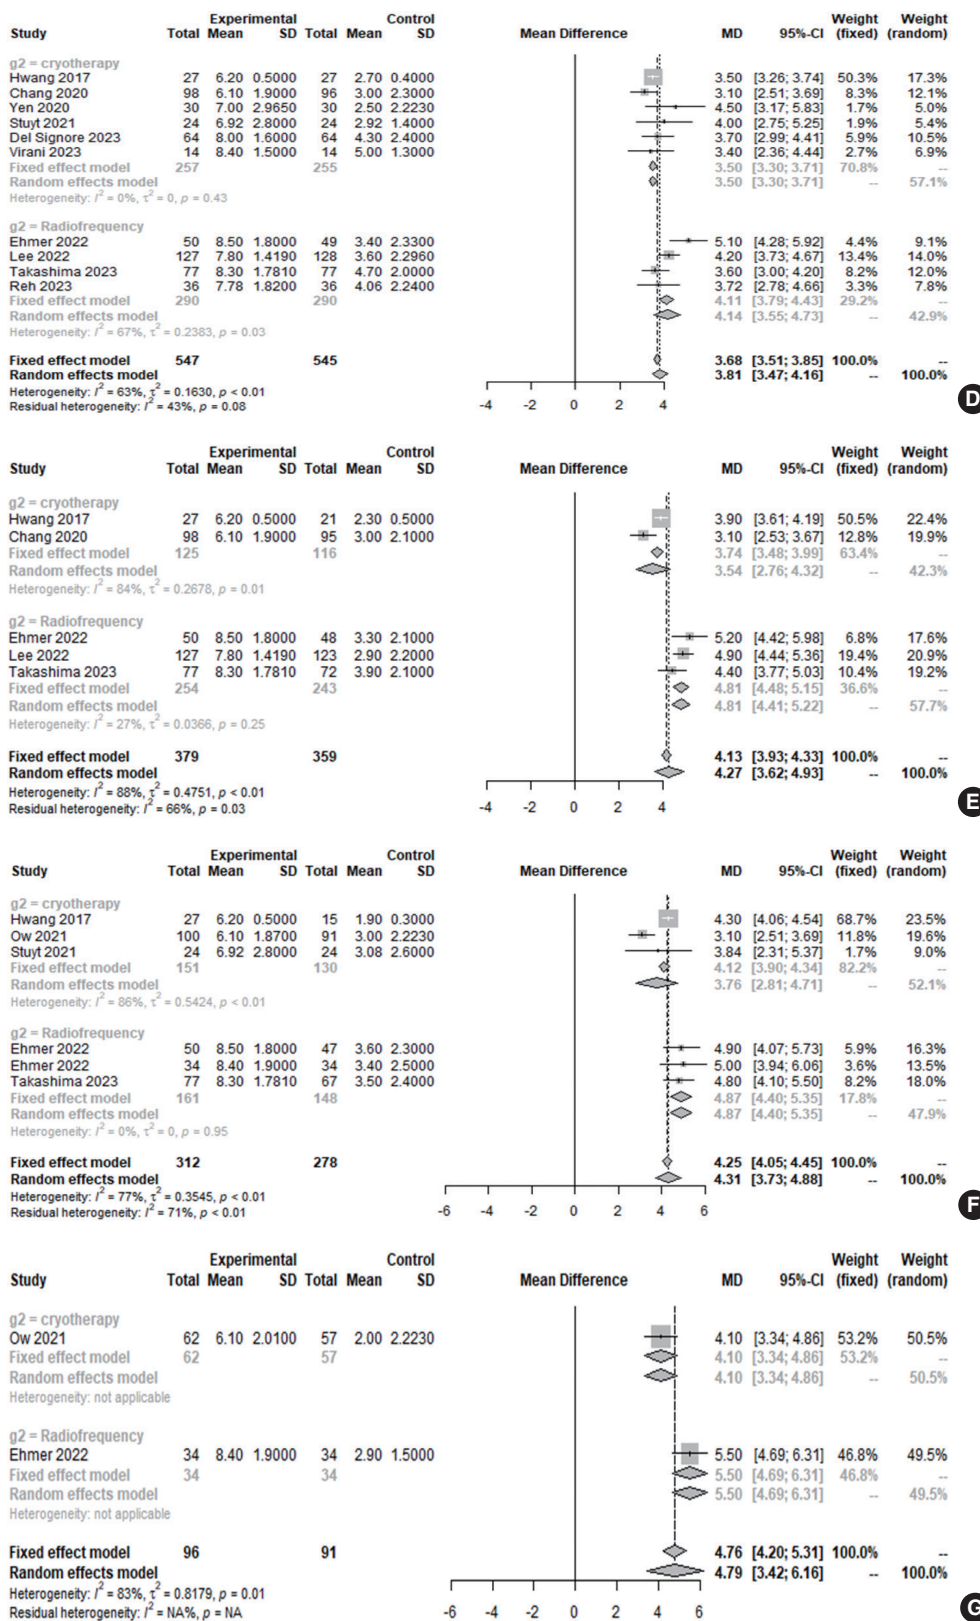 Experimental Control Weight Weight
Study Total Mean SD Total Mean SD Mean Difference MD 95%-CI (fixed) (random)
g2 = cryotherapy
Hwang 2017 27 6.20 0.5000 27 2.70 0.4000 3.50 [3.26; 3.74] 50.3% 17.3%
Chang 2020 98 6.10 1.9000 96 3.00 2.3000 3.10 [2.51; 3.69] 8.3% 12.1%
Yen 2020 30 7.00 2.9650 30 2.50 2.2230 4.50 [3.17; 5.83] 1.7% 5.0%
Stuyt 2021 24 6.92 2.8000 24 2.92 1.4000 4.00 [2.75; 5.25] 1.9% 5.4%
Del Signore 2023 64 8.00 1.6000 64 4.30 2.4000 3.70 [2.99; 4.41] 5.9% 10.5%
Virani 2023 14 8.40 1.5000 14 5.00 1.3000 3.40 [2.36; 4.44] 2.7% 6.9%
Fixed effect model 257 255 3.50 [3.30; 3.71] 70.8% --
Random effects model 3.50 [3.30; 3.71] -- 57.1%
Heterogeneity: I² = 0%, τ² = 0, p = 0.43
g2 = Radiofrequency
Ehmer 2022 50 8.50 1.8000 49 3.40 2.3300 5.10 [4.28; 5.92] 4.4% 9.1%
Lee 2022 127 7.80 1.4190 128 3.60 2.2960 4.20 [3.73; 4.67] 13.4% 14.0%
Takashima 2023 77 8.30 1.7810 77 4.70 2.0000 3.60 [3.00; 4.20] 8.2% 12.0%
Reh 2023 36 7.78 1.8200 36 4.06 2.2400 3.72 [2.78; 4.66] 3.3% 7.8%
Fixed effect model 290 290 4.11 [3.79; 4.43] 29.2% --
Random effects model 4.14 [3.55; 4.73] -- 42.9%
Heterogeneity: I² = 67%, τ² = 0.2383, p = 0.03
Fixed effect model 547 545 3.68 [3.51; 3.85] 100.0% --
Random effects model 3.81 [3.47; 4.16] -- 100.0%
Heterogeneity: I² = 63%, τ² = 0.1630, p < 0.01
Residual heterogeneity: I² = 43%, p = 0.08
-4 -2 0 2 4
D
Experimental Control Weight Weight
Study Total Mean SD Total Mean SD Mean Difference MD 95%-CI (fixed) (random)
g2 = cryotherapy
Hwang 2017 27 6.20 0.5000 21 2.30 0.5000 3.90 [3.61; 4.19] 50.5% 22.4%
Chang 2020 98 6.10 1.9000 95 3.00 2.1000 3.10 [2.53; 3.67] 12.8% 19.9%
Fixed effect model 125 116 3.74 [3.48; 3.99] 63.4% --
Random effects model 3.54 [2.76; 4.32] -- 42.3%
Heterogeneity: I² = 84%, τ² = 0.2678, p = 0.01
g2 = Radiofrequency
Ehmer 2022 50 8.50 1.8000 48 3.30 2.1000 5.20 [4.42; 5.98] 6.8% 17.6%
Lee 2022 127 7.80 1.4190 123 2.90 2.2000 4.90 [4.44; 5.36] 19.4% 20.9%
Takashima 2023 77 8.30 1.7810 72 3.90 2.1000 4.40 [3.77; 5.03] 10.4% 19.2%
Fixed effect model 254 243 4.81 [4.48; 5.15] 36.6% --
Random effects model 4.81 [4.41; 5.22] -- 57.7%
Heterogeneity: I² = 27%, τ² = 0.0366, p = 0.25
Fixed effect model 379 359 4.13 [3.93; 4.33] 100.0% --
Random effects model 4.27 [3.62; 4.93] -- 100.0%
Heterogeneity: I² = 88%, τ² = 0.4751, p < 0.01
Residual heterogeneity: I² = 66%, p = 0.03
-4 -2 0 2 4
E
Experimental Control Weight Weight
Study Total Mean SD Total Mean SD Mean Difference MD 95%-CI (fixed) (random)
g2 = cryotherapy
Hwang 2017 27 6.20 0.5000 15 1.90 0.3000 4.30 [4.06; 4.54] 68.7% 23.5%
Ow 2021 100 6.10 1.8700 91 3.00 2.2230 3.10 [2.51; 3.69] 11.8% 19.6%
Stuyt 2021 24 6.92 2.8000 24 3.08 2.6000 3.84 [2.31; 5.37] 1.7% 9.0%
Fixed effect model 151 130 4.12 [3.90; 4.34] 82.2% --
Random effects model 3.76 [2.81; 4.71] -- 52.1%
Heterogeneity: I² = 86%, τ² = 0.5424, p < 0.01
g2 = Radiofrequency
Ehmer 2022 50 8.50 1.8000 47 3.60 2.3000 4.90 [4.07; 5.73] 5.9% 16.3%
Ehmer 2022 34 8.40 1.9000 34 3.40 2.5000 5.00 [3.94; 6.06] 3.6% 13.5%
Takashima 2023 77 8.30 1.7810 67 3.50 2.4000 4.80 [4.10; 5.50] 8.2% 18.0%
Fixed effect model 161 148 4.87 [4.40; 5.35] 17.8% --
Random effects model 4.87 [4.40; 5.35] -- 47.9%
Heterogeneity: I² = 0%, τ² = 0, p = 0.95
Fixed effect model 312 278 4.25 [4.05; 4.45] 100.0% --
Random effects model 4.31 [3.73; 4.88] -- 100.0%
Heterogeneity: I² = 77%, τ² = 0.3545, p < 0.01
Residual heterogeneity: I² = 71%, p < 0.01
-6 -4 -2 0 2 4 6
F
Experimental Control Weight Weight
Study Total Mean SD Total Mean SD Mean Difference MD 95%-CI (fixed) (random)
g2 = cryotherapy
Ow 2021 62 6.10 2.0100 57 2.00 2.2230 4.10 [3.34; 4.86] 53.2% 50.5%
Fixed effect model 62 57 4.10 [3.34; 4.86] 53.2% --
Random effects model 4.10 [3.34; 4.86] -- 50.5%
Heterogeneity: not applicable
g2 = Radiofrequency
Ehmer 2022 34 8.40 1.9000 34 2.90 1.5000 5.50 [4.69; 6.31] 46.8% 49.5%
Fixed effect model 34 34 5.50 [4.69; 6.31] 46.8% --
Random effects model 5.50 [4.69; 6.31] -- 49.5%
Heterogeneity: not applicable
Fixed effect model 96 91 4.76 [4.20; 5.31] 100.0% --
Random effects model 4.79 [3.42; 6.16] -- 100.0%
Heterogeneity: I² = 83%, τ² = 0.8179, p = 0.01
Residual heterogeneity: I² = NA%, p = NA
-6 -4 -2 0 2 4 6
G